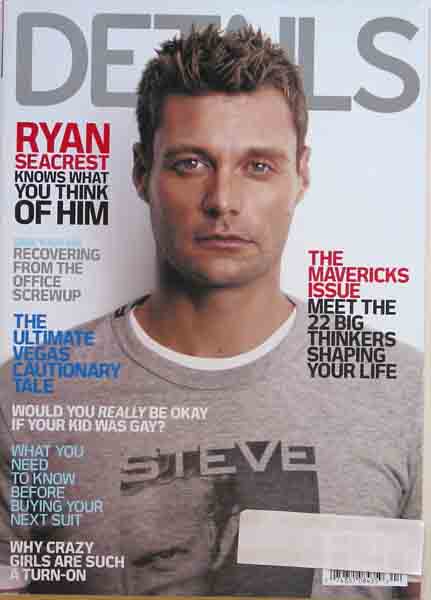 DETAILS
RYAN
SEACREST
KNOWS WHAT
YOU THINK
OF HIM
RECOVERING
FROM THE
OFFICE
SCREWUP
THE
ULTIMATE
VEGAS
CAUTIONARY
TALE
THE
MAVERICKS
ISSUE
MEET THE
22 BIG
THINKERS
SHAPING
YOUR LIFE
WOULD YOU REALLY BE OKAY
IF YOUR KID WAS GAY?
STEVE
WHAT YOU
NEED
TO KNOW
BEFORE
BUYING YOUR
NEXT SUIT
WHY CRAZY
GIRLS ARE SUCH
A TURN-ON